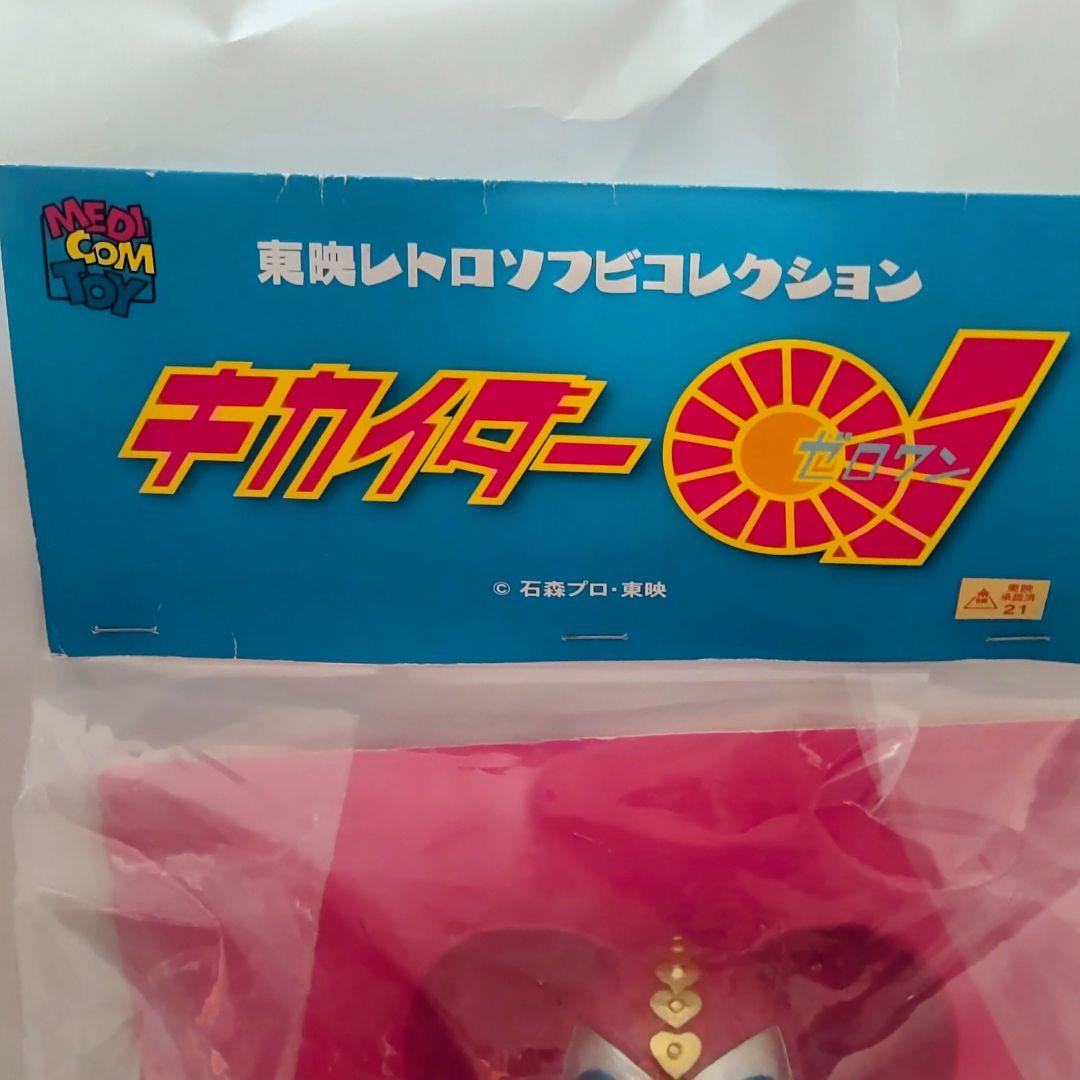 MEDI
COM
TOY
東映レトロソフビコレクション
キカイダー01
ゼロワン
© 石森プロ・東映
東映
承認済
21